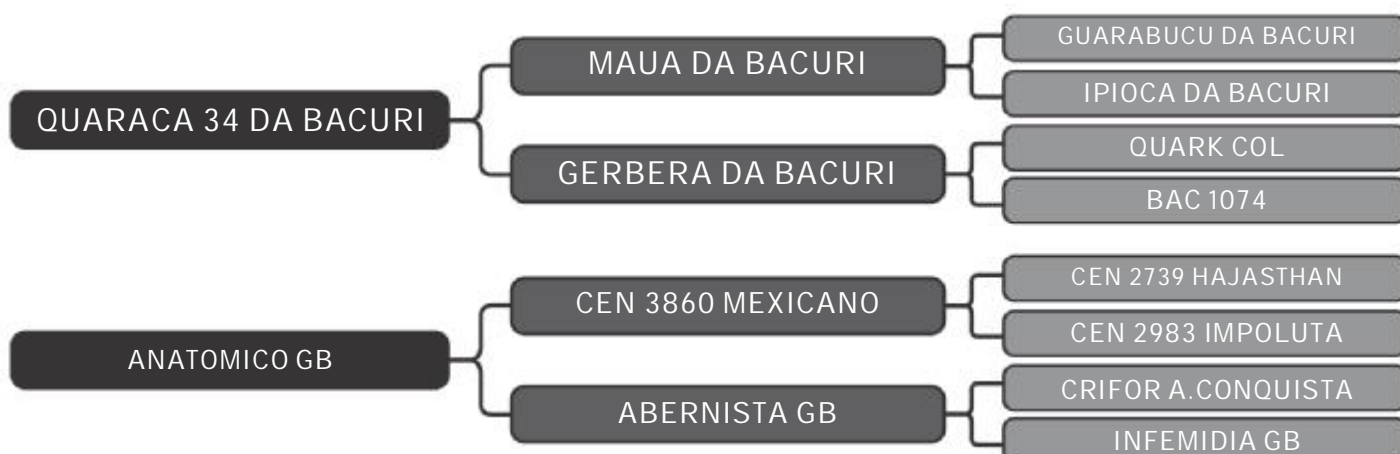 QUARACA 34 DA BACURI
MAUA DA BACURI
GUARABUCU DA BACURI
IPIOCA DA BACURI
GERBERA DA BACURI
QUARK COL
BAC 1074
ANATOMICO GB
CEN 3860 MEXICANO
CEN 2739 HAJASTHAN
CEN 2983 IMPOLUTA
ABERNISTA GB
CRIFOR A.CONQUISTA
INFEMIDIA GB